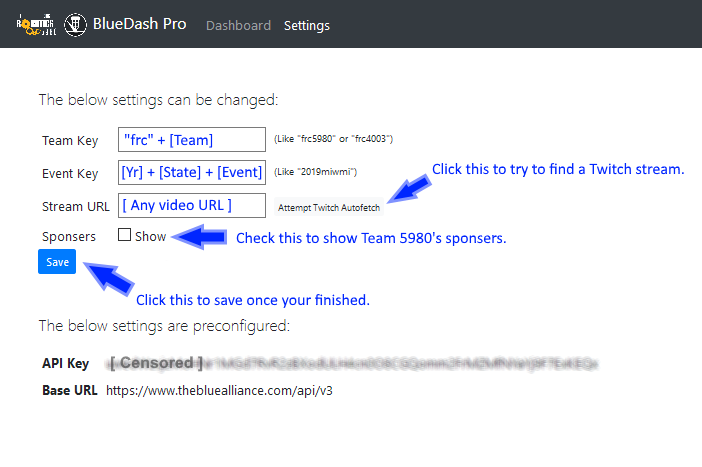 BlueDash Pro Dashboard Settings
The below settings can be changed:
Team Key "frc" + [Team] (Like "frc5980" or "frc4003")
Event Key [Yr] + [State] + [Event] (Like "2019miwmi")
Click this to try to find a Twitch stream.
Stream URL [ Any video URL ] Attempt Twitch Autofetch
Sponsers Show Check this to show Team 5980's sponsers.
Save
Click this to save once your finished.
The below settings are preconfigured:
API Key [ Censored ]
Base URL https://www.thebluealliance.com/api/v3